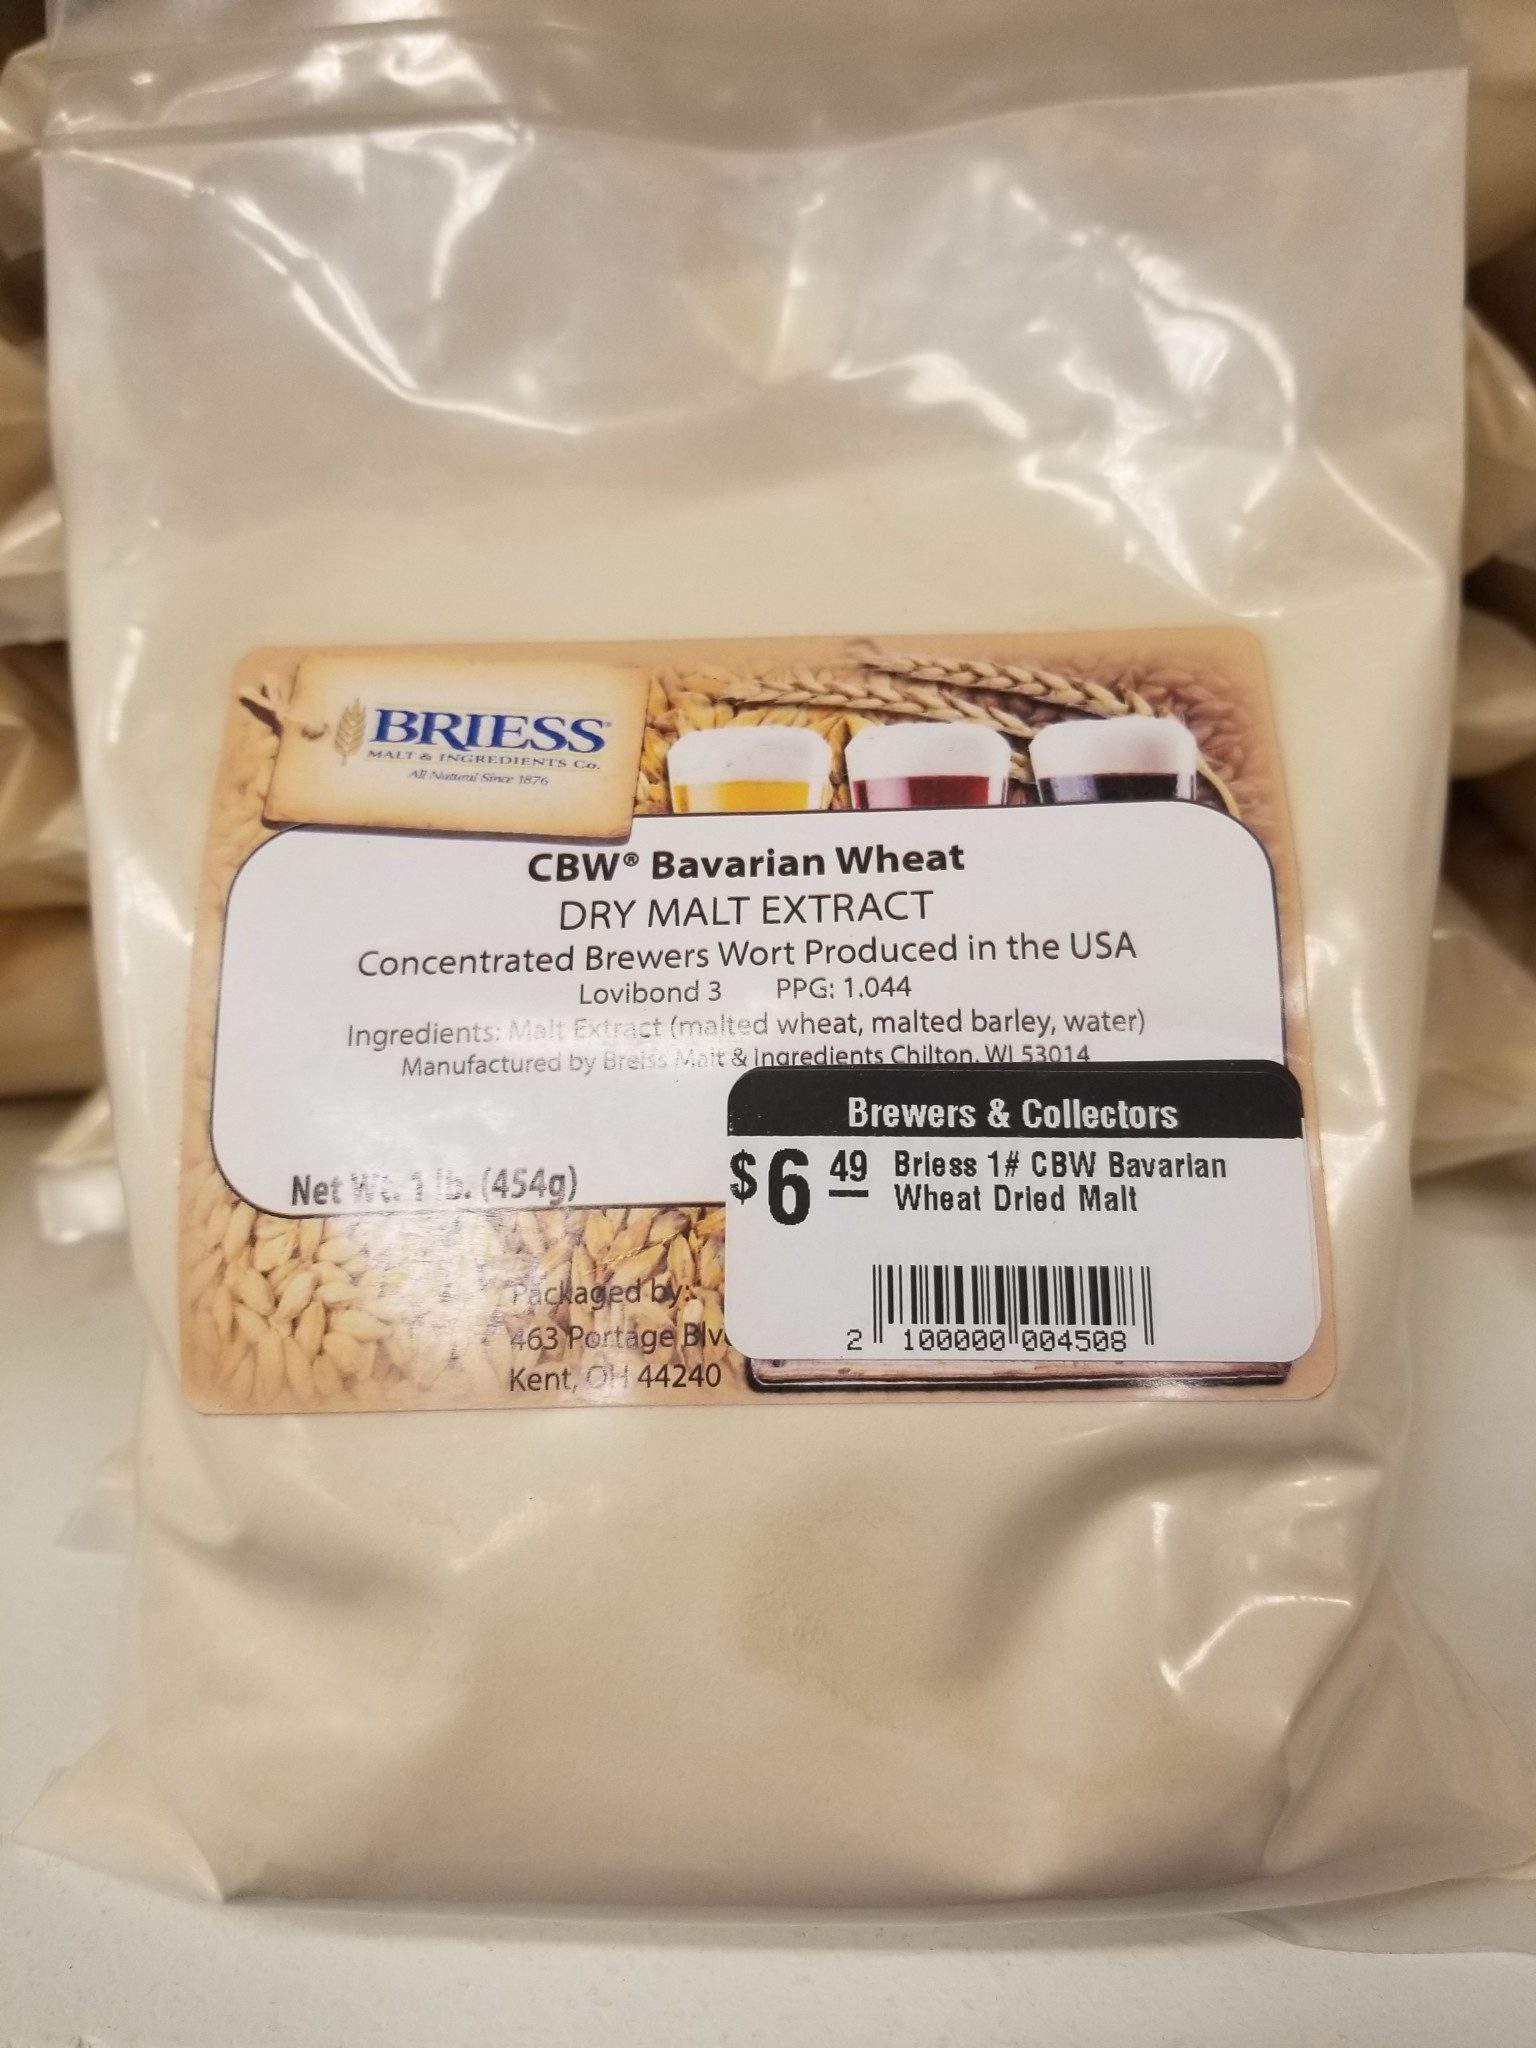 BRIESS®
MALT & INGREDIENTS Co.
All Natural Since 1876
CBW® Bavarian Wheat
DRY MALT EXTRACT
Concentrated Brewers Wort Produced in the USA
Lovibond 3 PPG: 1.044
Ingredients: Malt Extract (malted wheat, malted barley, water)
Manufactured by Breiss Malt & Ingredients Chilton, WI 53014
Net Wt. 1 lb. (454g)
Packaged by:
463 Portage Blv
Kent, OH 44240
Brewers & Collectors
$6 49
Briess 1# CBW Bavarian
Wheat Dried Malt
2 100000 004508